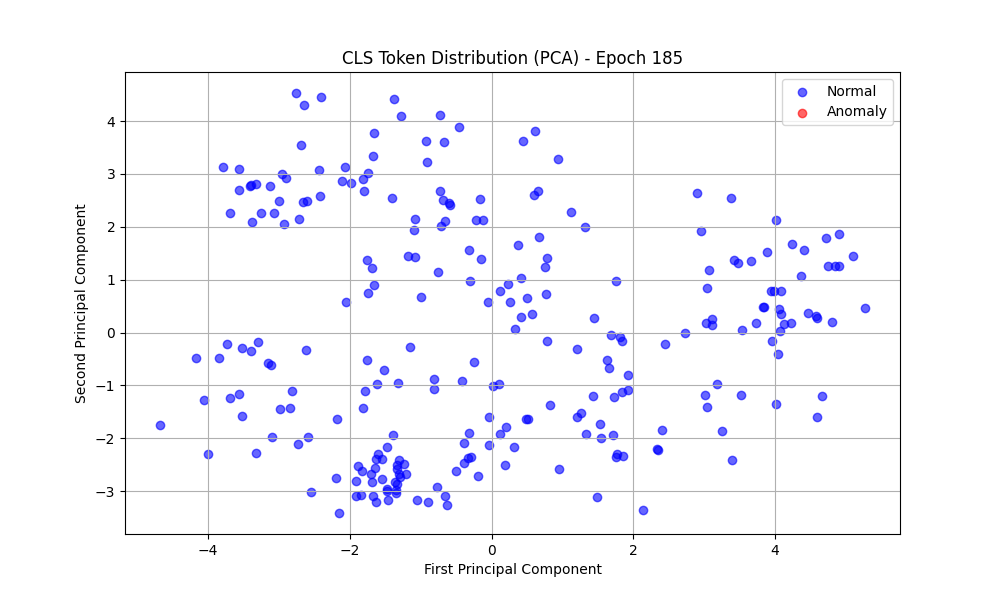 CLS Token Distribution (PCA) - Epoch 185
Normal
Anomaly
Second Principal Component
4
3
2
1
0
−1
−2
−3
−4
−2
0
2
4
First Principal Component